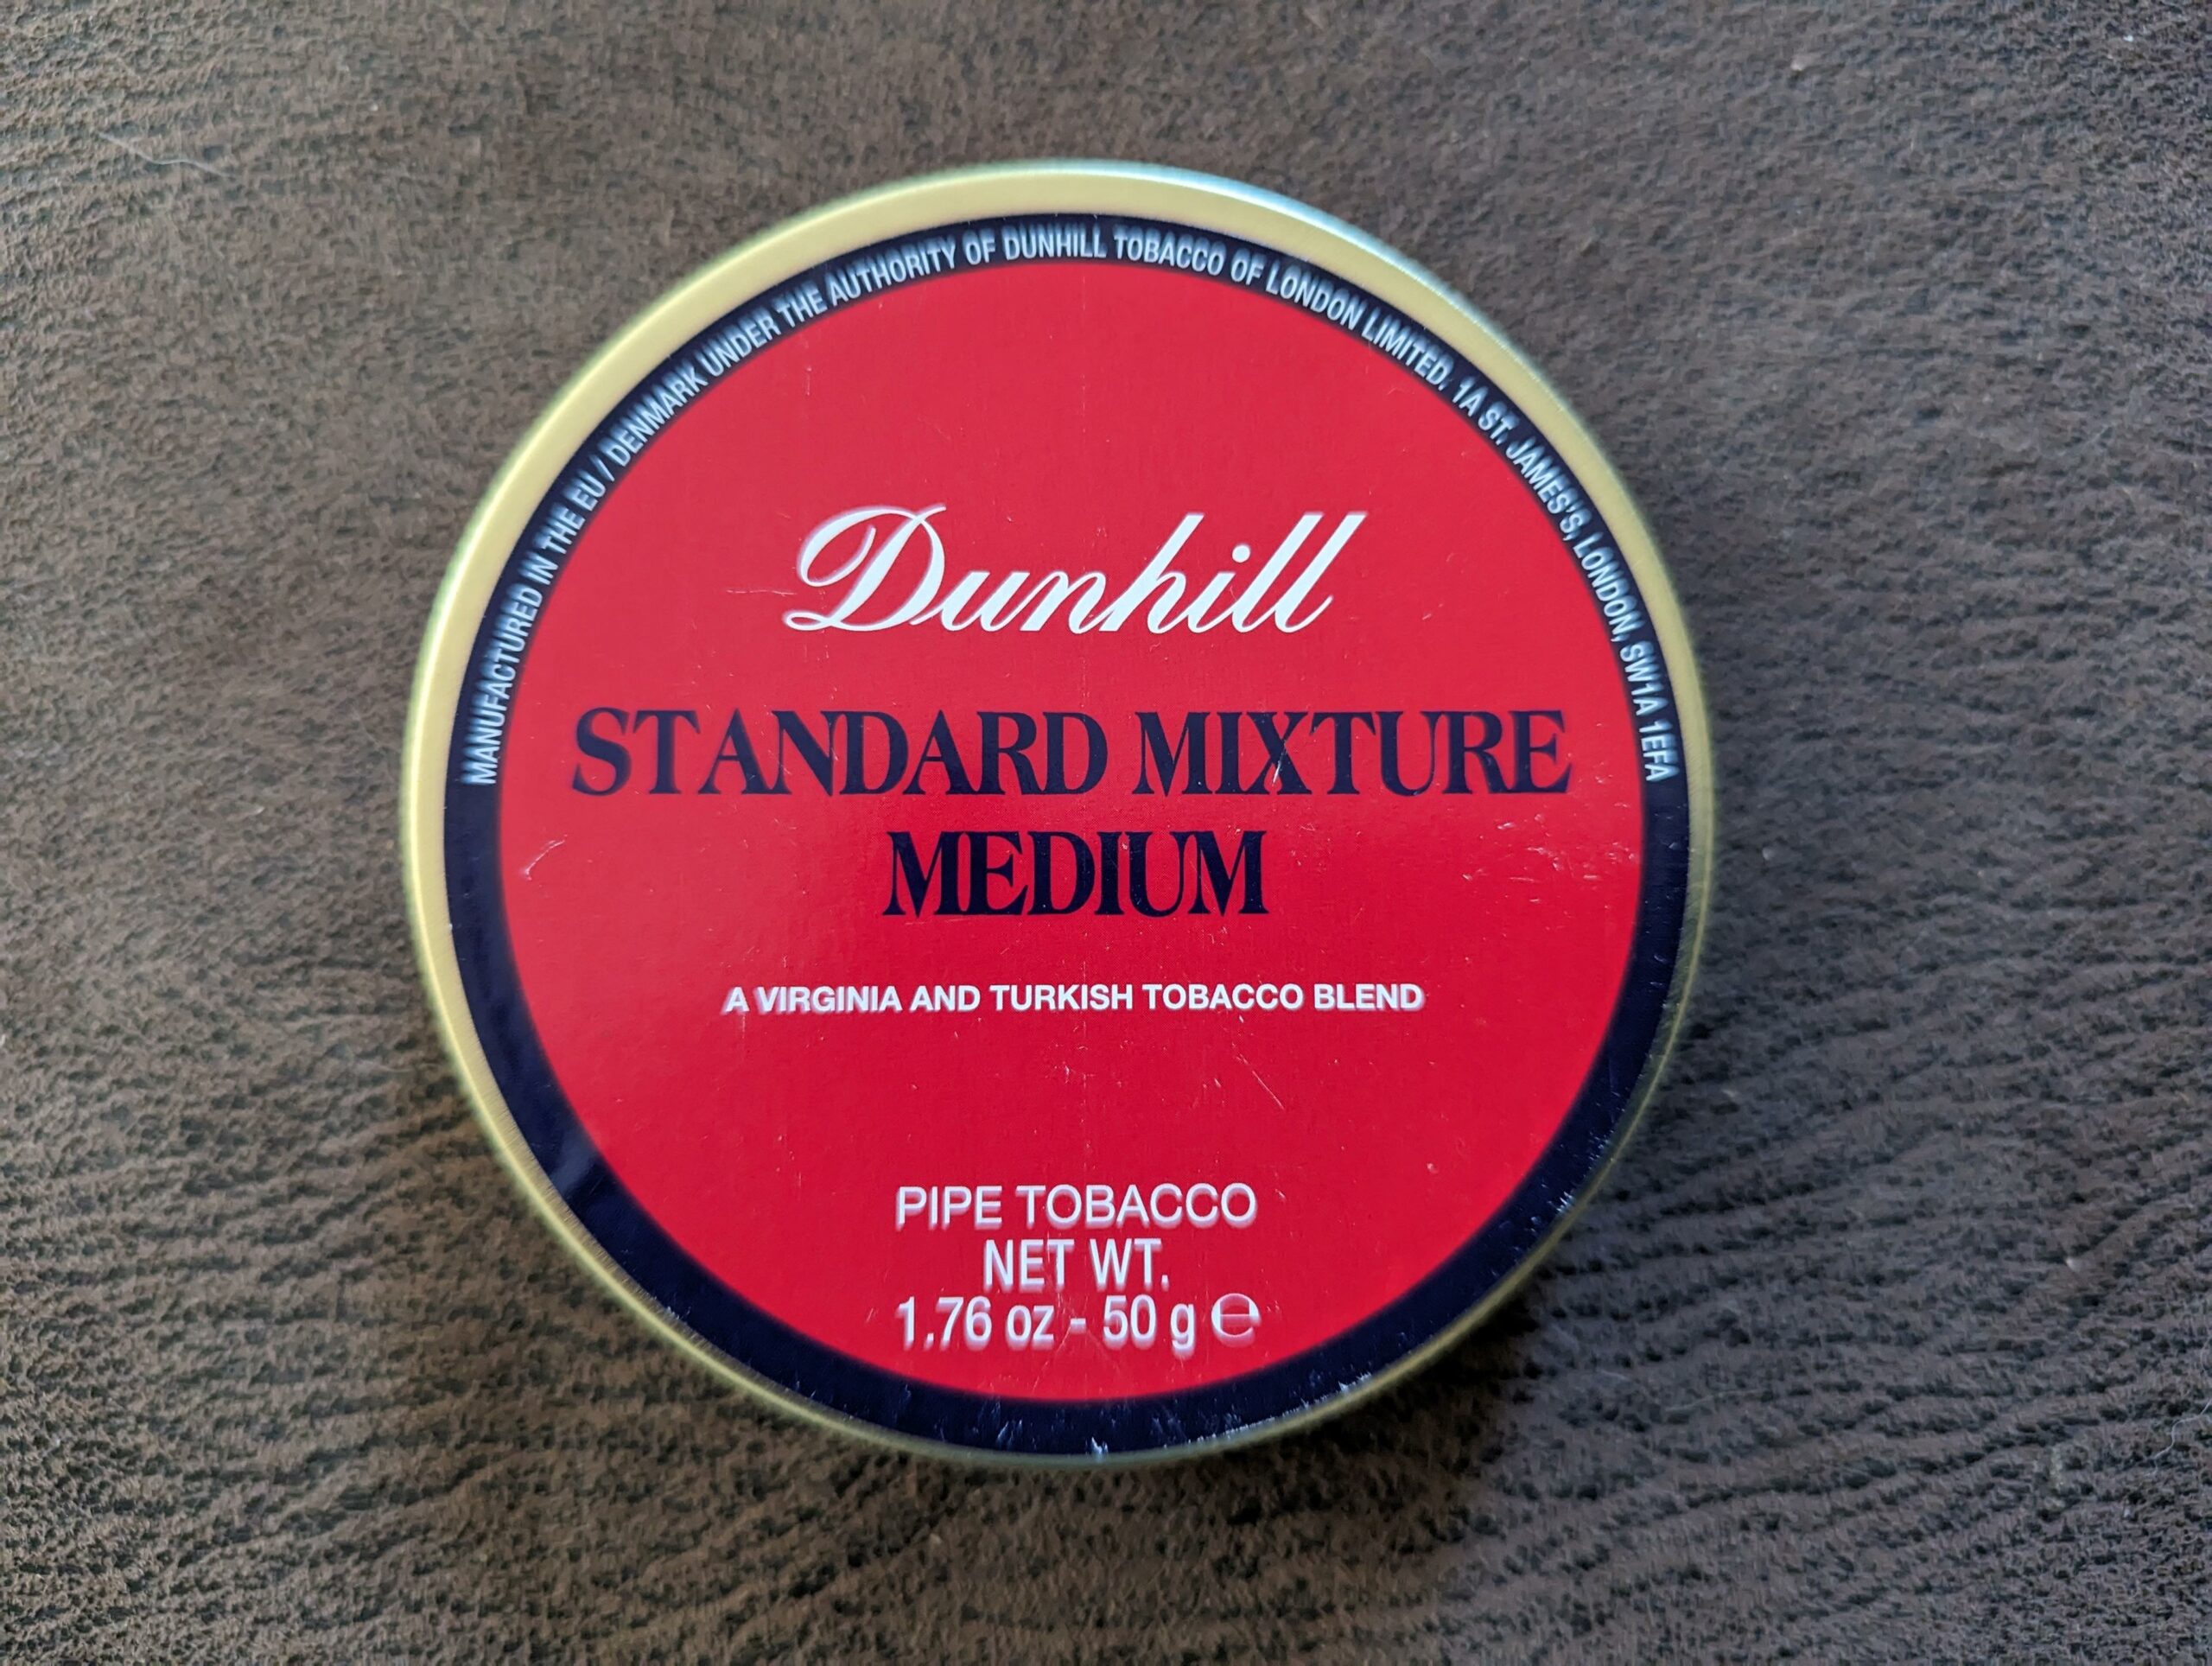 MANUFACTURED IN THE EU / DENMARK UNDER THE AUTHORITY OF DUNHILL TOBACCO OF LONDON LIMITED. 1A ST. JAMES'S, LONDON, SW1A 1EFA
Dunhill
STANDARD MIXTURE
MEDIUM
A VIRGINIA AND TURKISH TOBACCO BLEND
PIPE TOBACCO
NET WT.
1.76 oz - 50 g ℮